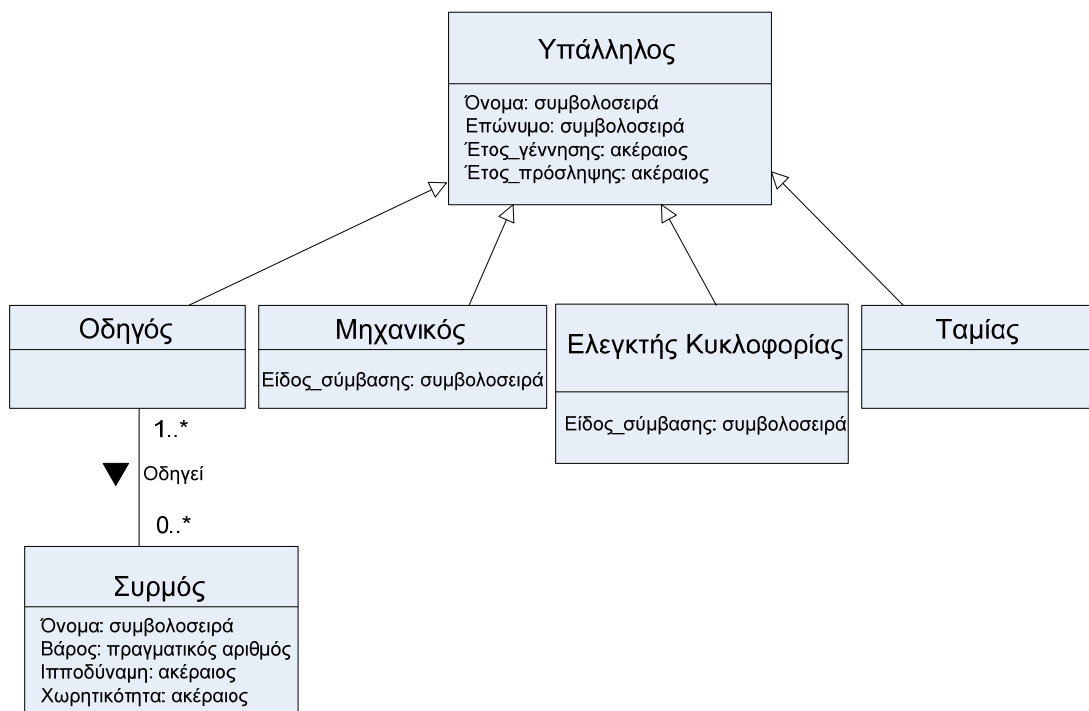 Υπάλληλος
Όνομα: συμβολοσειρά
Επώνυμο: συμβολοσειρά
Έτος_γέννησης: ακέραιος
Έτος_πρόσληψης: ακέραιος
Οδηγός
Μηχανικός
Είδος_σύμβασης: συμβολοσειρά
Ελεγκτής Κυκλοφορίας
Είδος_σύμβασης: συμβολοσειρά
Ταμίας
1..*
Οδηγεί
0..*
Συρμός
Όνομα: συμβολοσειρά
Βάρος: πραγματικός αριθμός
Ιπποδύναμη: ακέραιος
Χωρητικότητα: ακέραιος